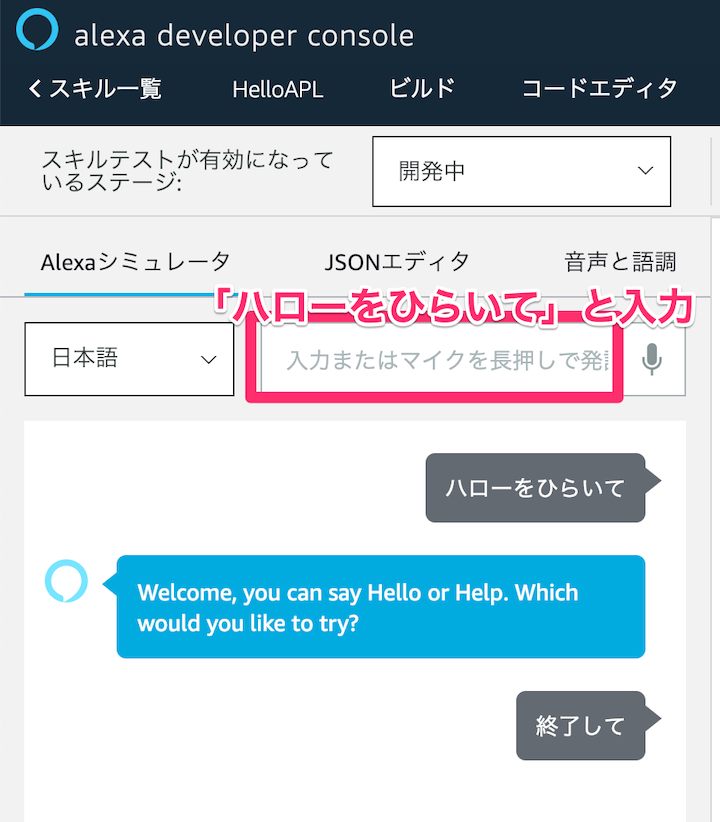 alexa developer console
スキル一覧 HelloAPL ビルド コードエディタ
スキルテストが有効になって
いるステージ:
開発中
Alexaシミュレータ JSONエディタ 音声と語調
「ハローをひらいて」と入力
日本語
入力またはマイクを長押しで発
ハローをひらいて
Welcome, you can say Hello or Help. Which
would you like to try?
終了して